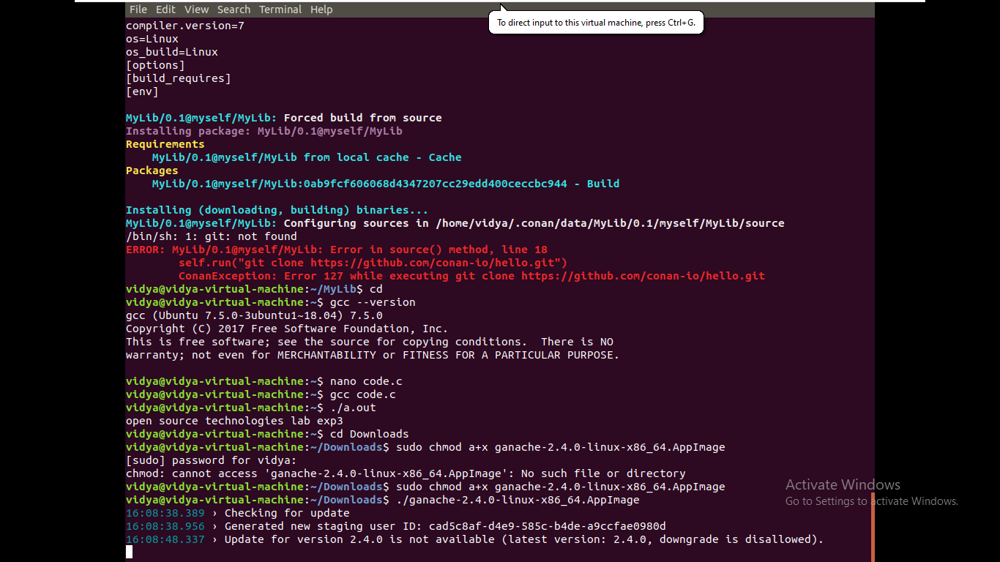 File Edit View Search Terminal Help
To direct input to this virtual machine, press Ctrl+G.
compiler.version=7
os=Linux
os_build=Linux
[options]
[build_requires]
[env]
MyLib/0.1@myself/MyLib: Forced build from source
Installing package: MyLib/0.1@myself/MyLib
Requirements
    MyLib/0.1@myself/MyLib from local cache - Cache
Packages
    MyLib/0.1@myself/MyLib:0ab9fcf606068d4347207cc29edd400ceccbc944 - Build
Installing (downloading, building) binaries...
MyLib/0.1@myself/MyLib: Configuring sources in /home/vidya/.conan/data/MyLib/0.1/myself/MyLib/source
/bin/sh: 1: git: not found
ERROR: MyLib/0.1@myself/MyLib: Error in source() method, line 18
        self.run("git clone https://github.com/conan-io/hello.git")
        ConanException: Error 127 while executing git clone https://github.com/conan-io/hello.git
vidya@vidya-virtual-machine:~/MyLib$ cd
vidya@vidya-virtual-machine:~$ gcc --version
gcc (Ubuntu 7.5.0-3ubuntu1~18.04) 7.5.0
Copyright (C) 2017 Free Software Foundation, Inc.
This is free software; see the source for copying conditions.  There is NO
warranty; not even for MERCHANTABILITY or FITNESS FOR A PARTICULAR PURPOSE.
vidya@vidya-virtual-machine:~$ nano code.c
vidya@vidya-virtual-machine:~$ gcc code.c
vidya@vidya-virtual-machine:~$ ./a.out
open source technologies lab exp3
vidya@vidya-virtual-machine:~$ cd Downloads
vidya@vidya-virtual-machine:~/Downloads$ sudo chmod a+x ganache-2.4.0-linux-x86_64.AppImage
[sudo] password for vidya:
chmod: cannot access 'ganache-2.4.0-linux-x86_64.AppImage': No such file or directory
vidya@vidya-virtual-machine:~/Downloads$ sudo chmod a+x ganache-2.4.0-linux-x86_64.AppImage
vidya@vidya-virtual-machine:~/Downloads$ ./ganache-2.4.0-linux-x86_64.AppImage
16:08:38.389 › Checking for update
16:08:38.956 › Generated new staging user ID: cad5c8af-d4e9-585c-b4de-a9ccfae0980d
16:08:48.337 › Update for version 2.4.0 is not available (latest version: 2.4.0, downgrade is disallowed).
Activate Windows
Go to Settings to activate Windows.